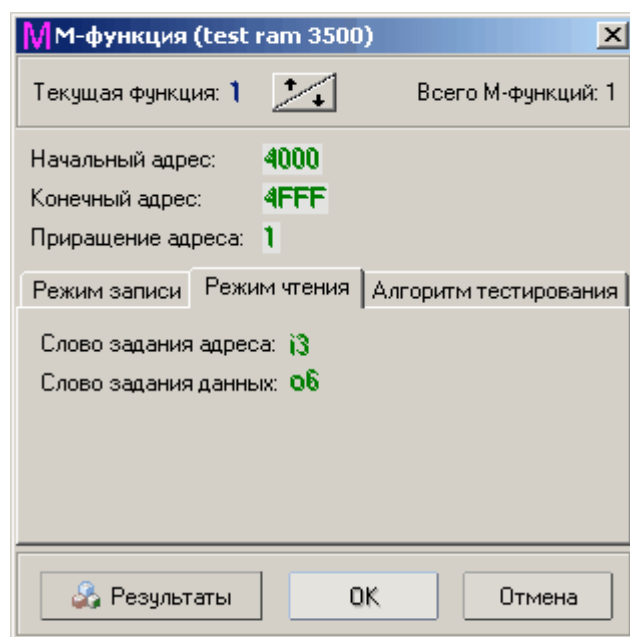 М-функция (test ram 3500)
Текущая функция: 1 Всего М-функций: 1
Начальный адрес: 4000
Конечный адрес: 4FFF
Приращение адреса: 1
Режим записи Режим чтения Алгоритм тестирования
Слово задания адреса: i3
Слово задания данных: o6
Результаты OK Отмена